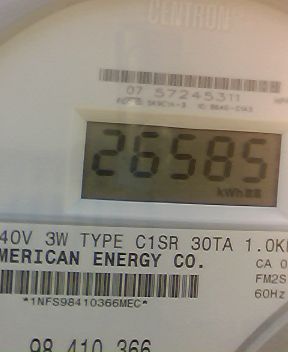 CENTRON
07 57245311
26585
kWh
40V 3W TYPE C1SR 30TA 1.0K
MERICAN ENERGY CO.
CA 0
FM2S
60Hz
*1NFS98410366MEC*
98 410 366